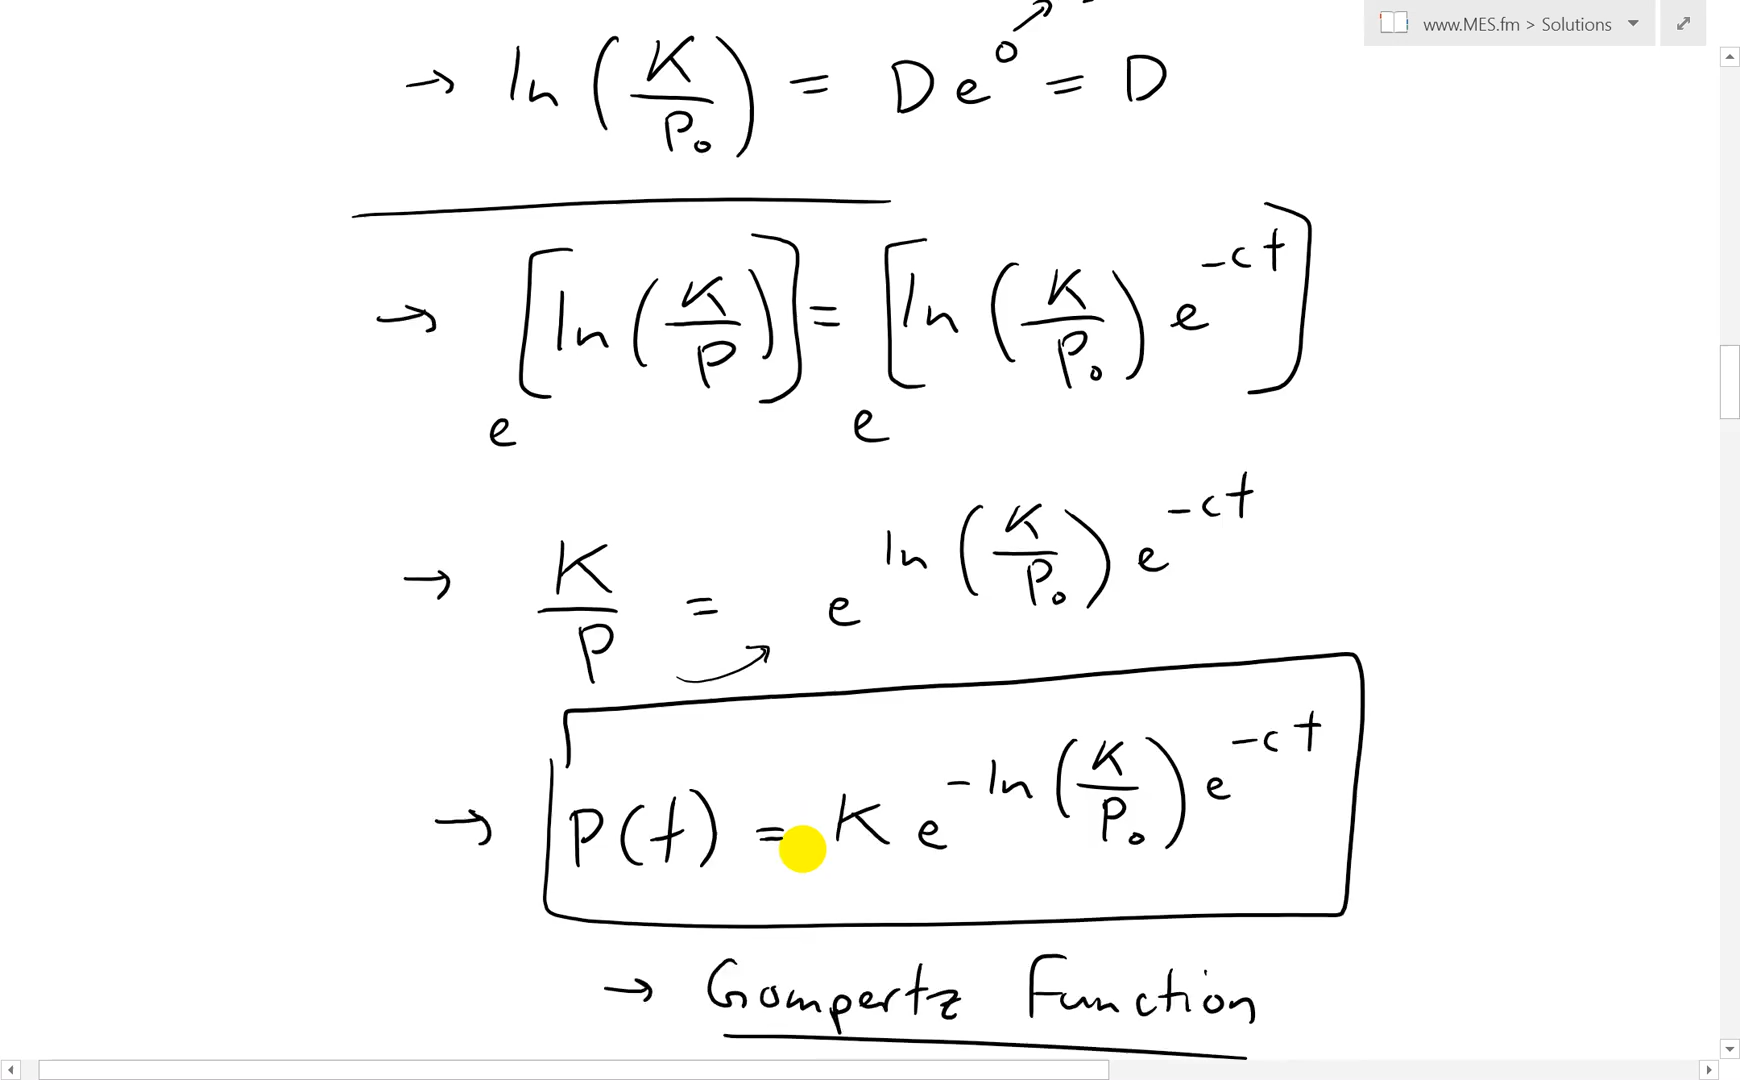 www.MES.fm > Solutions
→ ln (K/P₀) = De⁰ = D
→ e^[ln (K/P)] = e^[ln (K/P₀) e^(-ct)]
→ K/P = e^(ln (K/P₀) e^(-ct))
→ P(t) = K e^(-ln (K/P₀) e^(-ct))
→ Gompertz Function